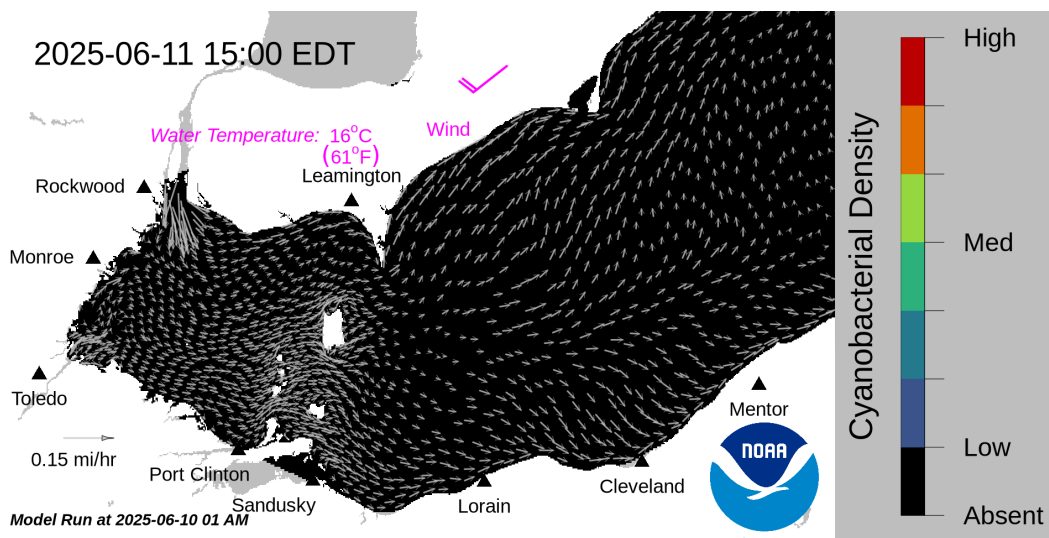 2025-06-11 15:00 EDT
Water Temperature: 16°C
(61°F)
Wind
Leamington
Rockwood
Monroe
Toledo
0.15 mi/hr
Port Clinton
Sandusky
Lorain
Cleveland
Mentor
NOAA
Model Run at 2025-06-10 01 AM
Cyanobacterial Density
High
Med
Low
Absent